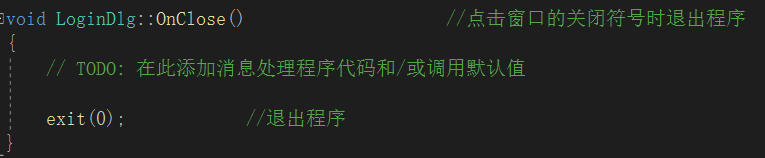 void LoginDlg::OnClose() //点击窗口的关闭符号时退出程序
{
// TODO: 在此添加消息处理程序代码和/或调用默认值
exit(0); //退出程序
}